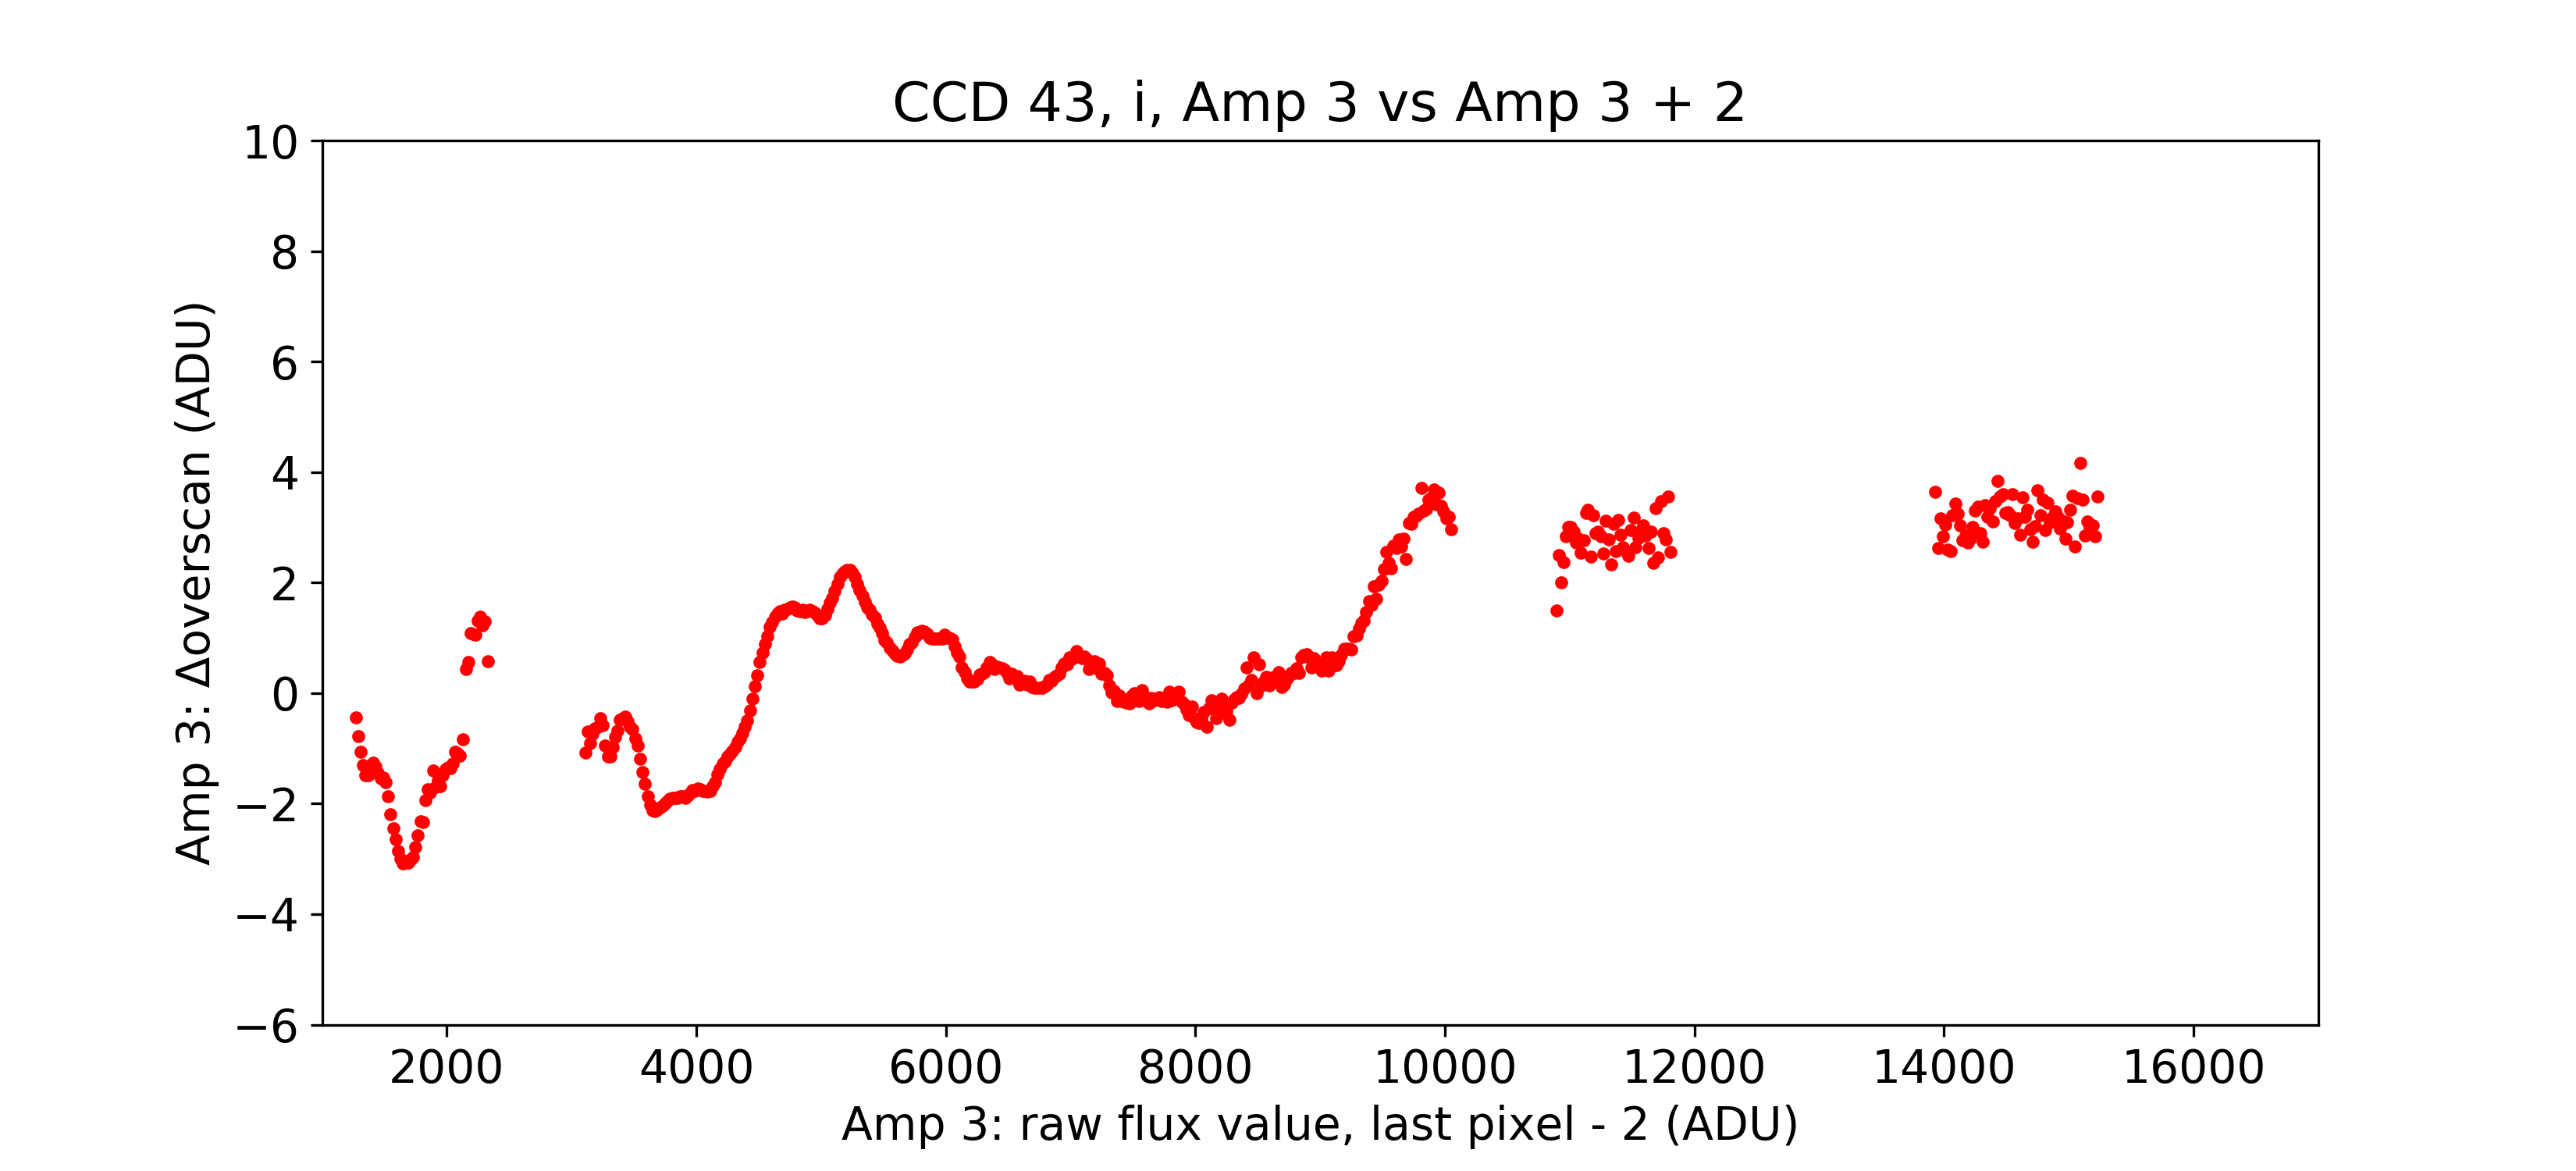 CCD 43, i, Amp 3 vs Amp 3 + 2
10
8
6
4
2
0
−2
−4
−6
Amp 3: Δoverscan (ADU)
2000 4000 6000 8000 10000 12000 14000 16000
Amp 3: raw flux value, last pixel - 2 (ADU)